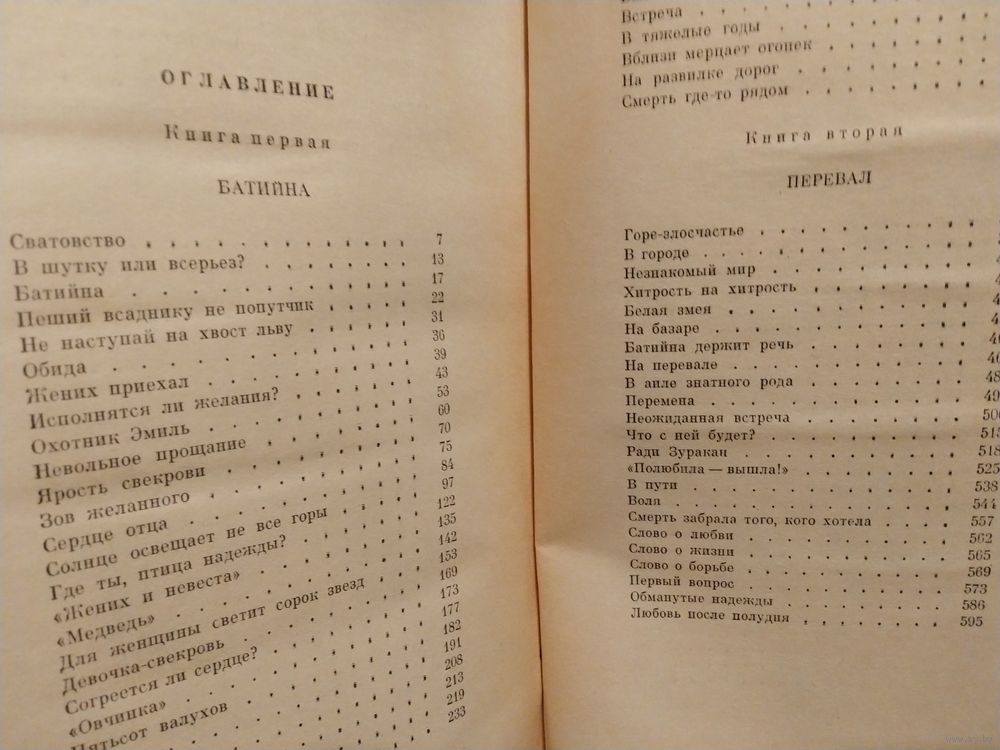 ОГЛАВЛЕНИЕ
Книга первая
БАТИЙНА
Сватовство . . . . . . . . . . . . 7
В шутку или всерьез? . . . . . . . 13
Батийна . . . . . . . . . . . . 17
Пеший всаднику не попутчик . . . . . 22
Не наступай на хвост льву . . . . . 31
Обида . . . . . . . . . . . . 36
Жених приехал . . . . . . . . . 39
Исполнятся ли желания? . . . . . . 43
Охотник Эмиль . . . . . . . . . 53
Невольное прощание . . . . . . . 60
Ярость свекрови . . . . . . . . 70
Зов желанного . . . . . . . . . 75
Сердце отца . . . . . . . . . . 84
Солнце освещает не все горы . . . . 97
Где ты, птица надежды? . . . . . . 122
«Жених и невеста» . . . . . . . . 135
«Медведь» . . . . . . . . . . . 142
Для женщины светит сорок звезд . . . 153
Девочка-свекровь . . . . . . . . 169
Согреется ли сердце? . . . . . . . 173
«Овчинка» . . . . . . . . . . . 177
Пятьсот валухов . . . . . . . . 182
191
208
213
219
233
Встреча . . . . . . . . . . .
В тяжелые годы . . . . . . . .
Вблизи мерцает огонек . . . . . .
На развилке дорог . . . . . . .
Смерть где-то рядом . . . . . . .
Книга вторая
ПЕРЕВАЛ
Горе-злосчастье . . . . . . . . .
В городе . . . . . . . . . . .
Незнакомый мир . . . . . . . . .
Хитрость на хитрость . . . . . . .
Белая змея . . . . . . . . . .
На базаре . . . . . . . . . . .
Батийна держит речь . . . . . . .
На перевале . . . . . . . . . .
В аиле знатного рода . . . . . . .
Перемена . . . . . . . . . . .
Неожиданная встреча . . . . . . .
Что с ней будет? . . . . . . . . 515
Ради Зуракан . . . . . . . . . 518
«Полюбила — вышла!» . . . . . . . 525
В пути . . . . . . . . . . . . 538
Воля . . . . . . . . . . . . . 544
Смерть забрала того, кого хотела . . . . 557
Слово о любви . . . . . . . . . 562
Слово о жизни . . . . . . . . . 565
Слово о борьбе . . . . . . . . . 569
Первый вопрос . . . . . . . . . 573
Обманутые надежды . . . . . . . . 586
Любовь после полудня . . . . . . . 595